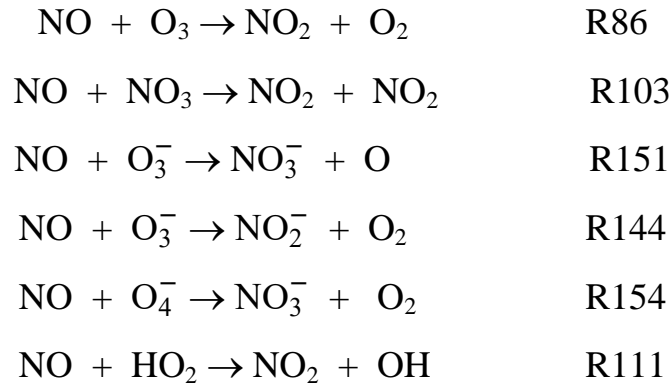 NO + O₃ → NO₂ + O₂ R86
NO + NO₃ → NO₂ + NO₂ R103
NO + O₃⁻ → NO₃⁻ + O R151
NO + O₃⁻ → NO₂⁻ + O₂ R144
NO + O₄⁻ → NO₃⁻ + O₂ R154
NO + HO₂ → NO₂ + OH R111